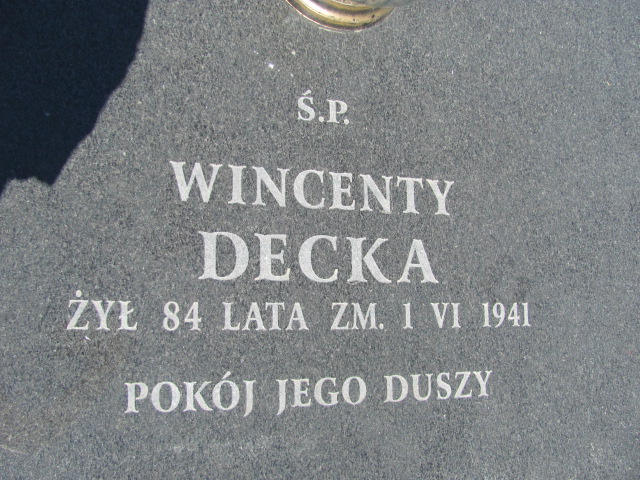 Ś.P.
WINCENTY
DECKA
ŻYŁ 84 LATA ZM. 1 VI 1941
POKÓJ JEGO DUSZY